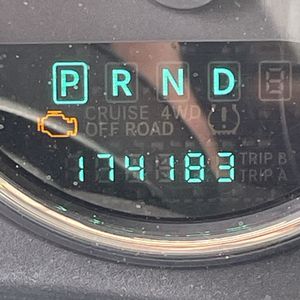 P R N D
CRUISE 4WD
OFF ROAD
174183
TRIP B
TRIP A